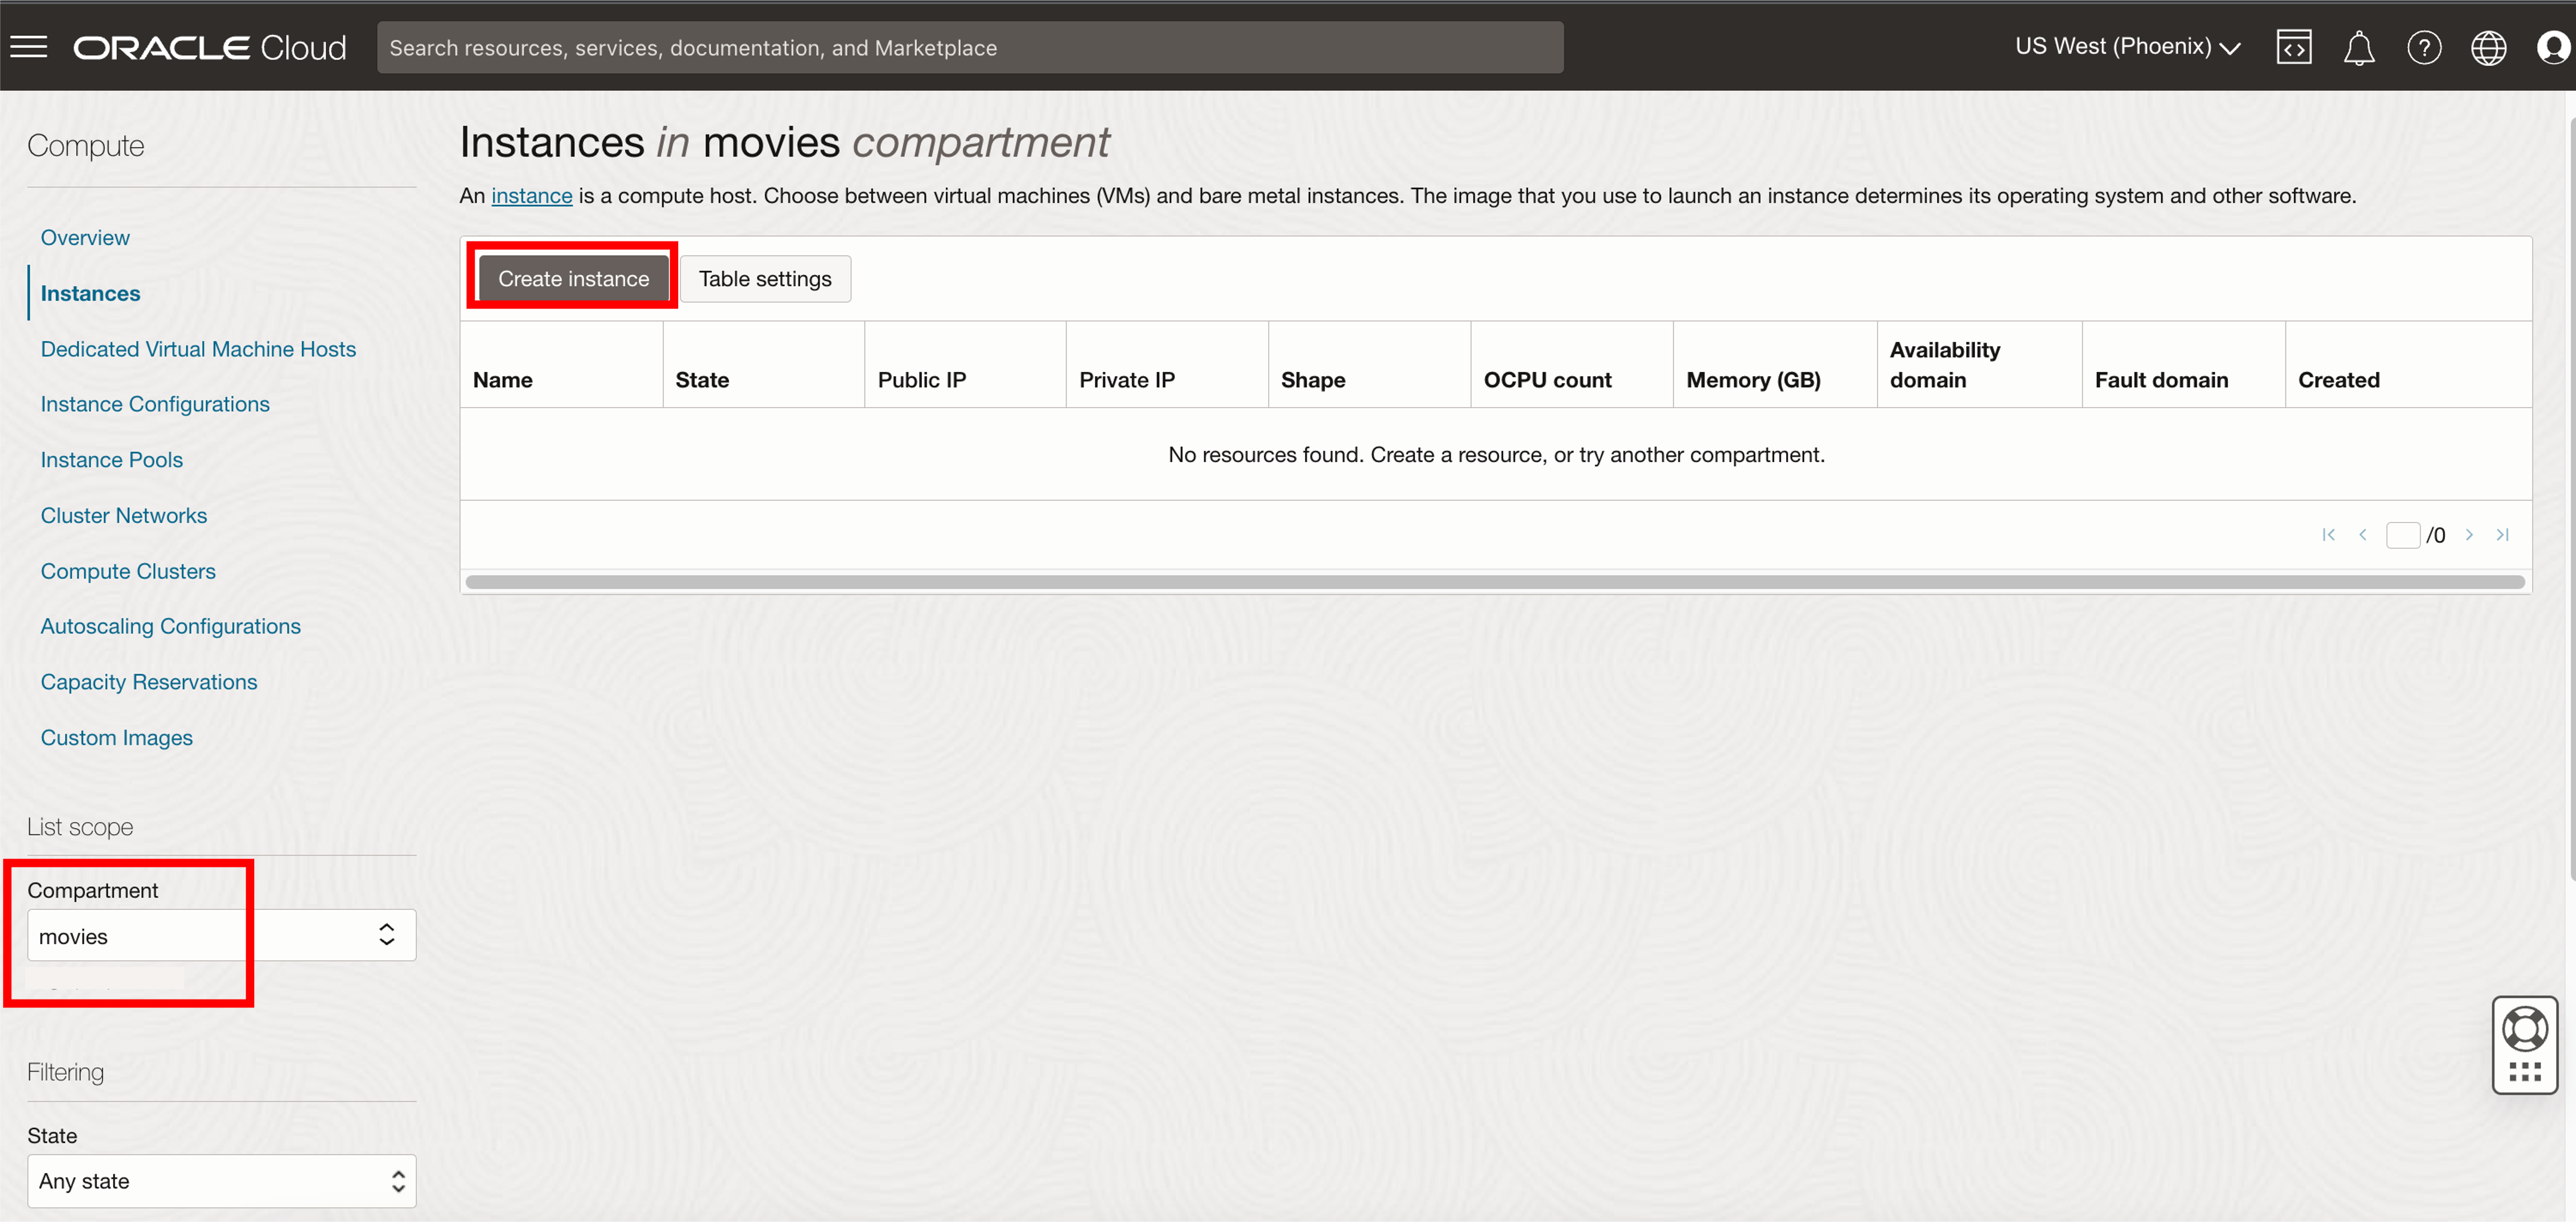 ORACLE Cloud
Search resources, services, documentation, and Marketplace
US West (Phoenix)
Compute
Overview
Instances
Dedicated Virtual Machine Hosts
Instance Configurations
Instance Pools
Cluster Networks
Compute Clusters
Autoscaling Configurations
Capacity Reservations
Custom Images
List scope
Compartment
movies
Filtering
State
Any state
Instances in movies compartment
An instance is a compute host. Choose between virtual machines (VMs) and bare metal instances. The image that you use to launch an instance determines its operating system and other software.
Create instance
Table settings
Name
State
Public IP
Private IP
Shape
OCPU count
Memory (GB)
Availability
domain
Fault domain
Created
No resources found. Create a resource, or try another compartment.
/0